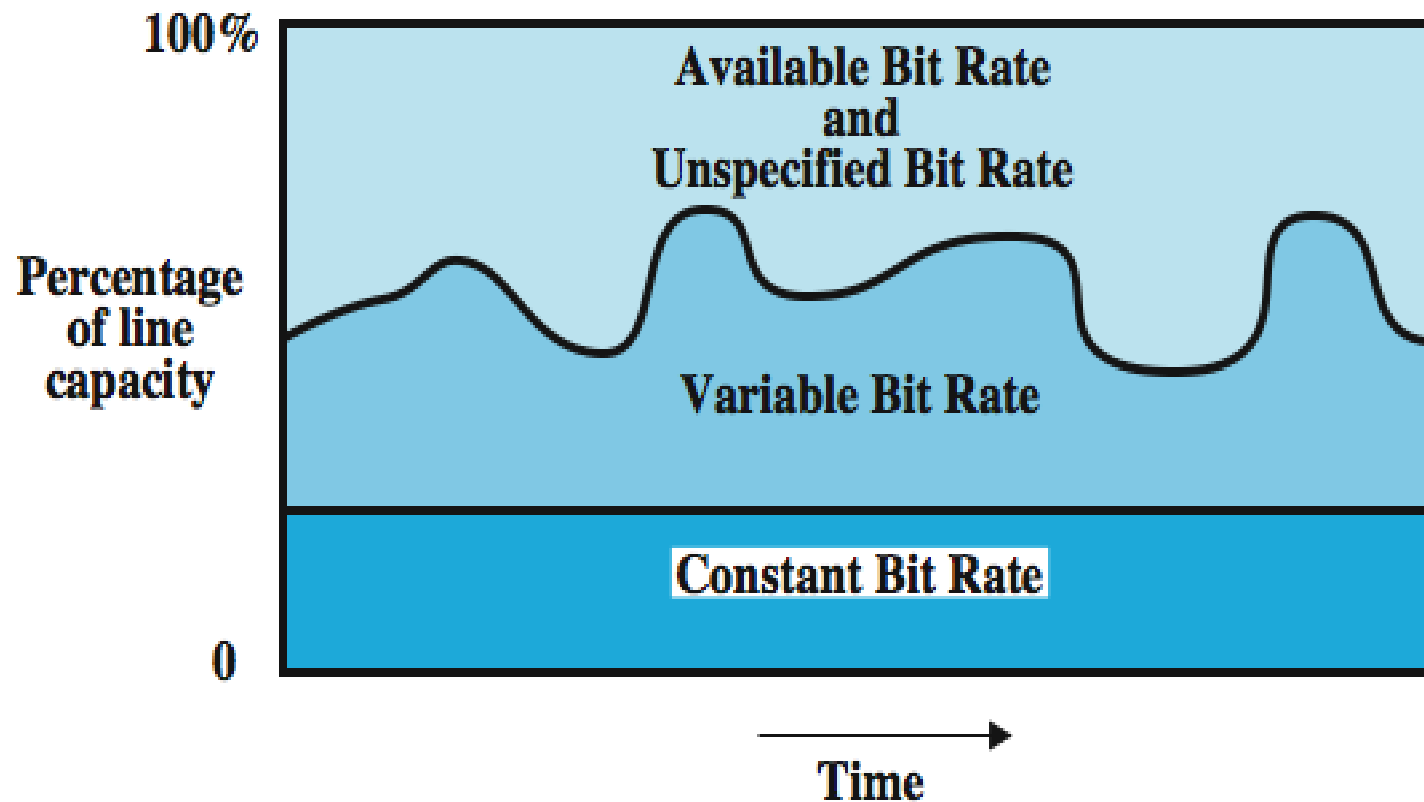 100%
Available Bit Rate
and
Unspecified Bit Rate
Percentage
of line
capacity
Variable Bit Rate
Constant Bit Rate
0
Time